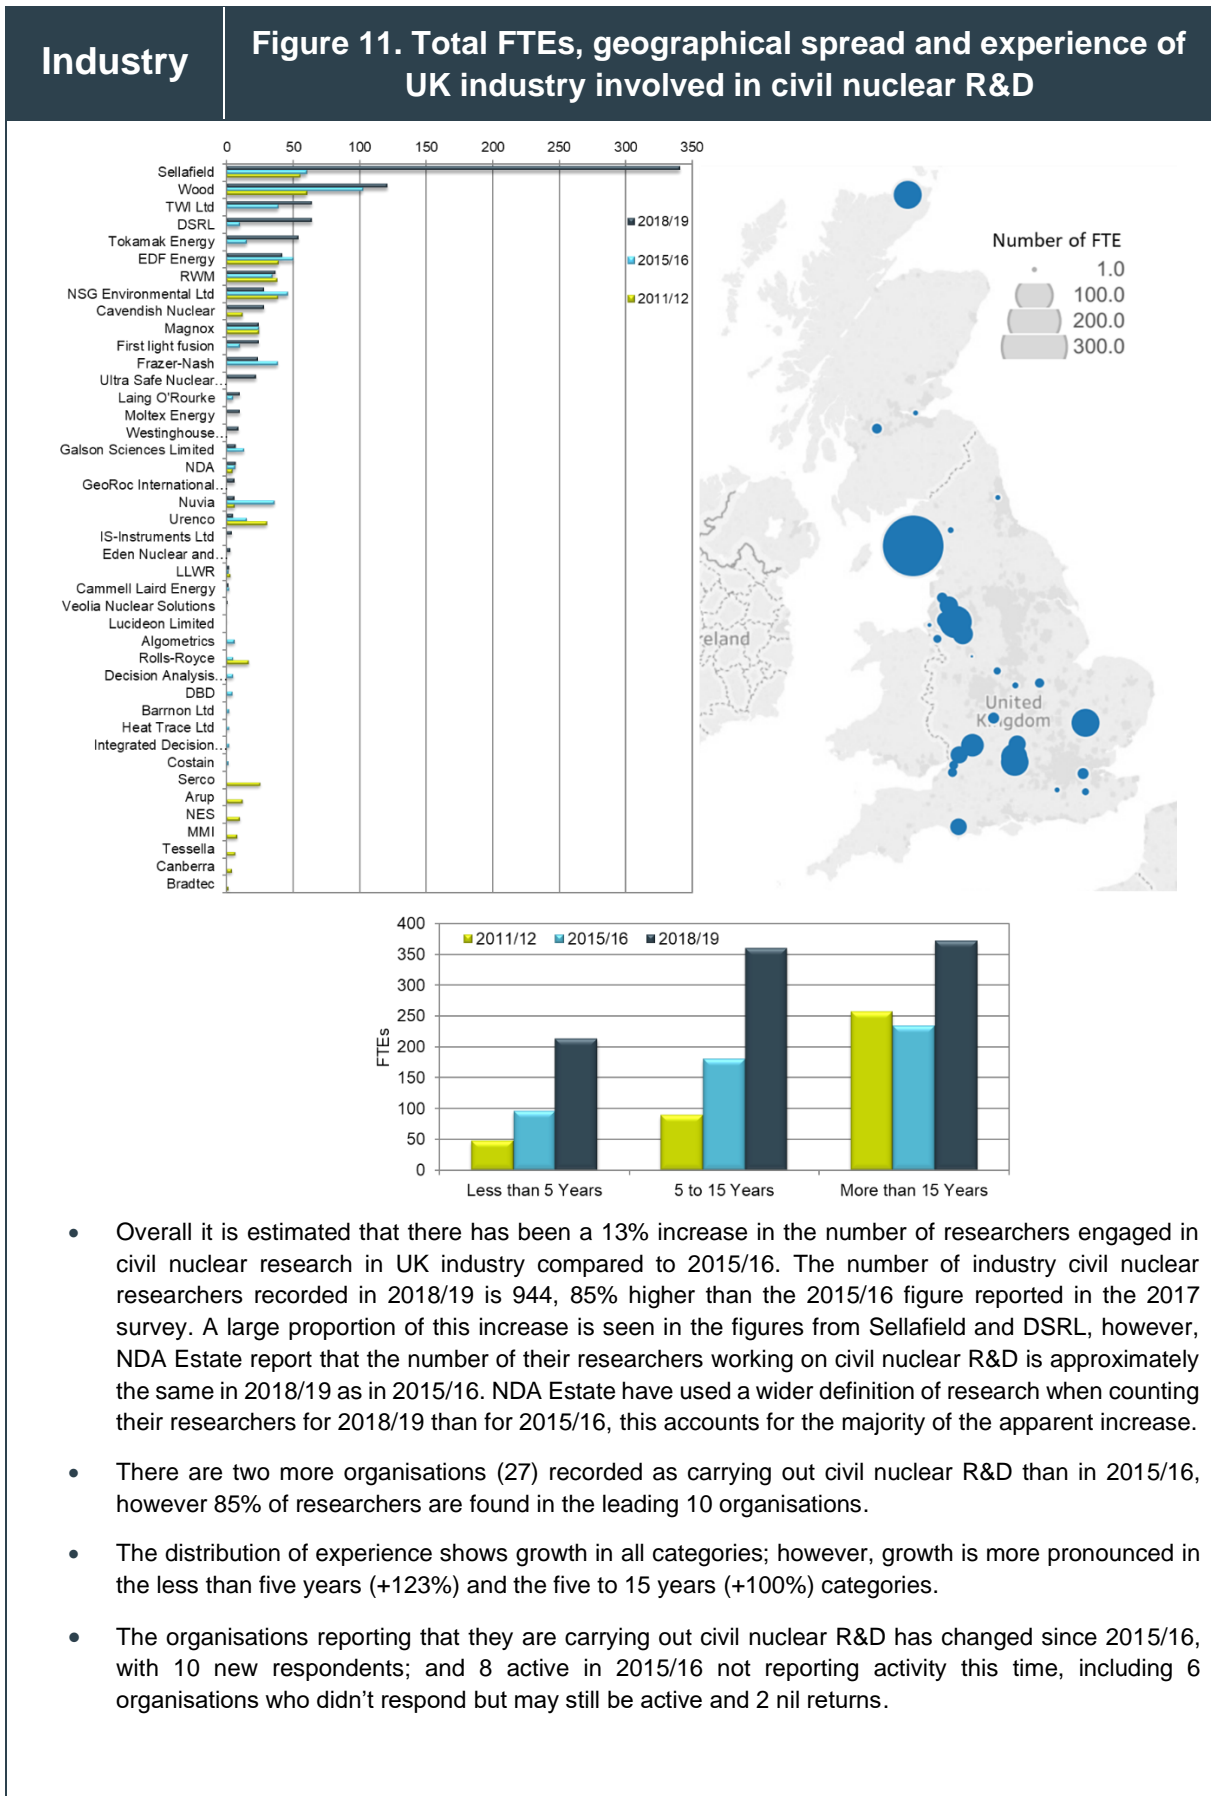 Industry
Figure 11. Total FTEs, geographical spread and experience of
UK industry involved in civil nuclear R&D
0 50 100 150 200 250 300 350
Sellafield
Wood
TWI Ltd
DSRL
Tokamak Energy
EDF Energy
RWM
NSG Environmental Ltd
Cavendish Nuclear
Magnox
First light fusion
Frazer-Nash
Ultra Safe Nuclear...
Laing O'Rourke
Moltex Energy
Westinghouse...
Galson Sciences Limited
NDA
GeoRoc International...
Nuvia
Urenco
IS-Instruments Ltd
Eden Nuclear and...
LLWR
Cammell Laird Energy
Veolia Nuclear Solutions
Lucideon Limited
Algometrics
Rolls-Royce
Decision Analysis...
DBD
Barrnon Ltd
Heat Trace Ltd
Integrated Decision...
Costain
Serco
Arup
NES
MMI
Tessella
Canberra
Bradtec
2018/19
2015/16
2011/12
Number of FTE
1.0
100.0
200.0
300.0
reland
United
Kingdom
400
350
300
250
200
150
100
50
0
FTEs
2011/12 2015/16 2018/19
Less than 5 Years 5 to 15 Years More than 15 Years
• Overall it is estimated that there has been a 13% increase in the number of researchers engaged in
civil nuclear research in UK industry compared to 2015/16. The number of industry civil nuclear
researchers recorded in 2018/19 is 944, 85% higher than the 2015/16 figure reported in the 2017
survey. A large proportion of this increase is seen in the figures from Sellafield and DSRL, however,
NDA Estate report that the number of their researchers working on civil nuclear R&D is approximately
the same in 2018/19 as in 2015/16. NDA Estate have used a wider definition of research when counting
their researchers for 2018/19 than for 2015/16, this accounts for the majority of the apparent increase.
• There are two more organisations (27) recorded as carrying out civil nuclear R&D than in 2015/16,
however 85% of researchers are found in the leading 10 organisations.
• The distribution of experience shows growth in all categories; however, growth is more pronounced in
the less than five years (+123%) and the five to 15 years (+100%) categories.
• The organisations reporting that they are carrying out civil nuclear R&D has changed since 2015/16,
with 10 new respondents; and 8 active in 2015/16 not reporting activity this time, including 6
organisations who didn't respond but may still be active and 2 nil returns.